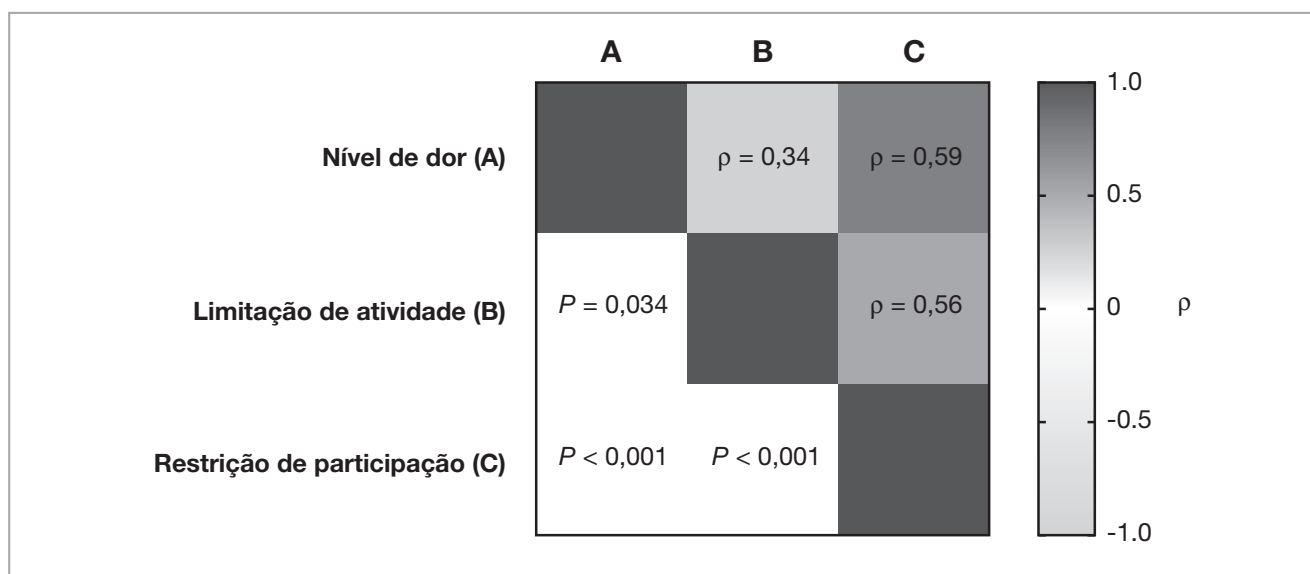 A B C
Nível de dor (A) ρ = 0,34 ρ = 0,59
Limitação de atividade (B) P = 0,034 ρ = 0,56
Restrição de participação (C) P < 0,001 P < 0,001
1.0
0.5
0 ρ
-0.5
-1.0